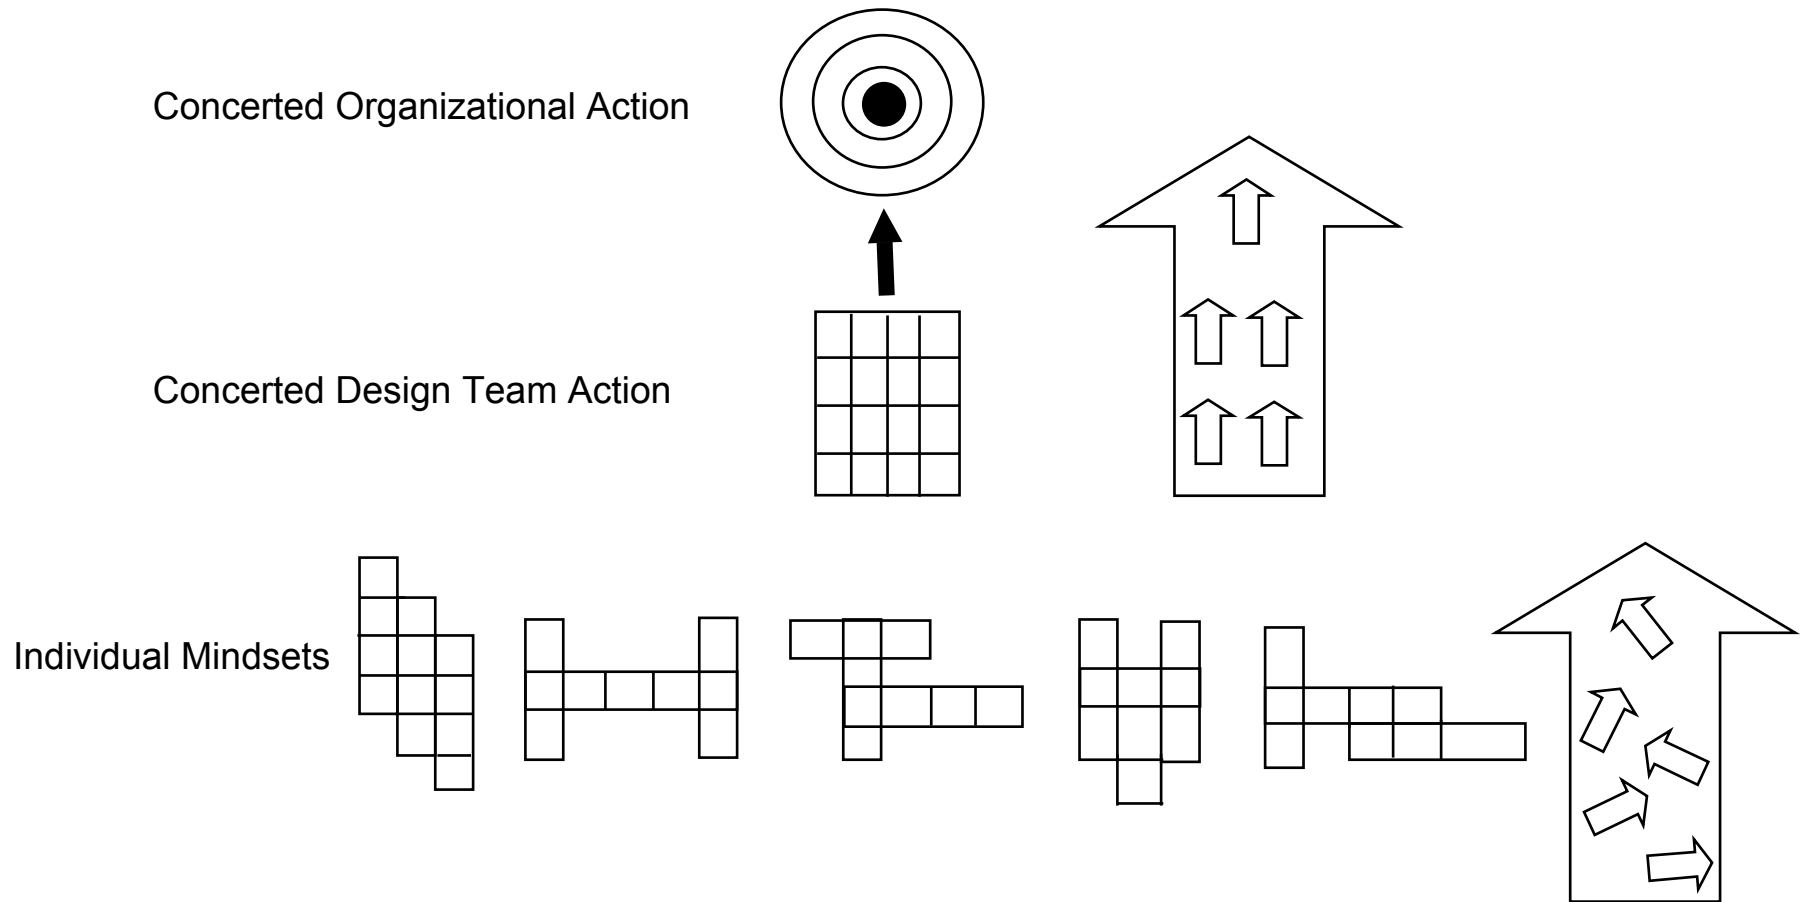 Concerted Organizational Action
Concerted Design Team Action
Individual Mindsets